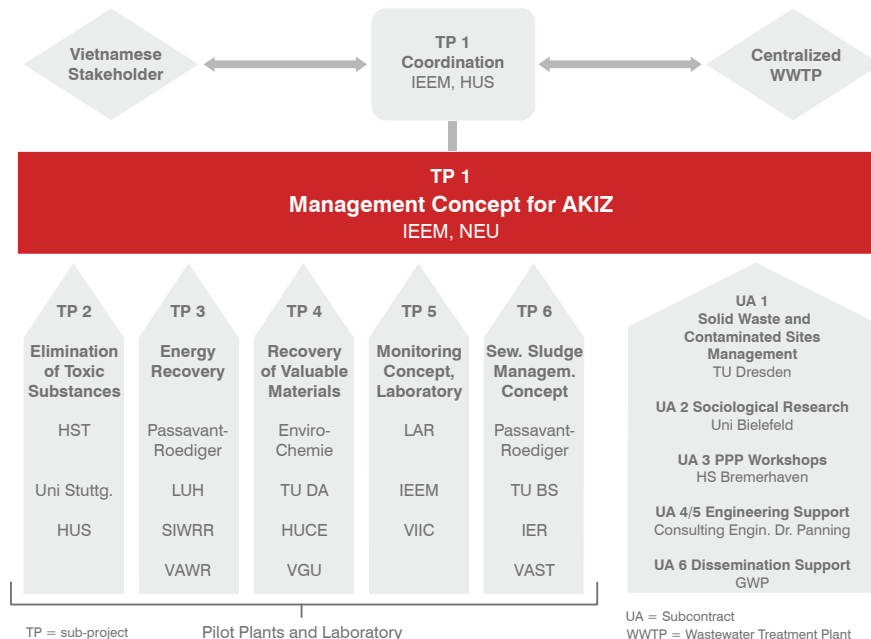 Vietnamese
Stakeholder
TP 1
Coordination
IEEM, HUS
Centralized
WWTP
TP 1
Management Concept for AKIZ
IEEM, NEU
TP 2
Elimination
of Toxic
Substances
HST
Uni Stuttg.
HUS
TP 3
Energy
Recovery
Passavant-
Roediger
LUH
SIWRR
VAWR
TP 4
Recovery
of Valuable
Materials
Enviro-
Chemie
TU DA
HUCE
VGU
TP 5
Monitoring
Concept,
Laboratory
LAR
IEEM
VIIC
TP 6
Sew. Sludge
Managem.
Concept
Passavant-
Roediger
TU BS
IER
VAST
UA 1
Solid Waste and
Contaminated Sites
Management
TU Dresden
UA 2 Sociological Research
Uni Bielefeld
UA 3 PPP Workshops
HS Bremerhaven
UA 4/5 Engineering Support
Consulting Engin. Dr. Panning
UA 6 Dissemination Support
GWP
TP = sub-project
Pilot Plants and Laboratory
UA = Subcontract
WWTP = Wastewater Treatment Plant